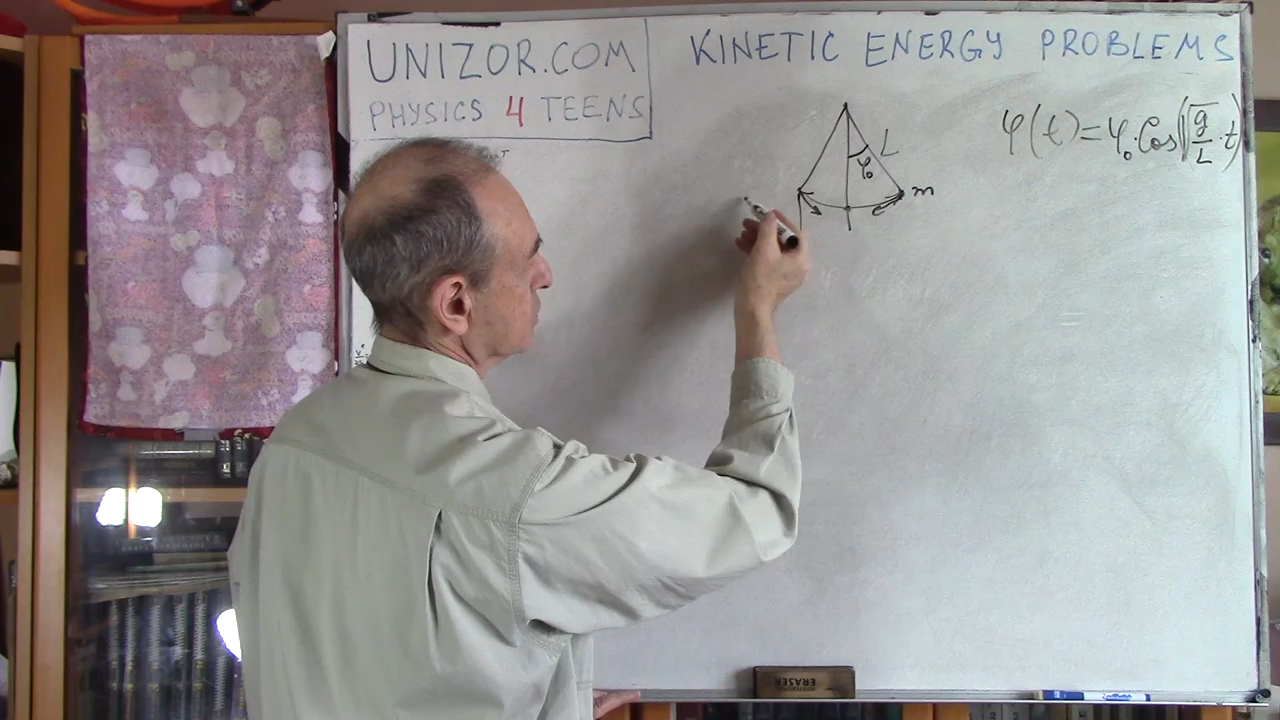 UNIZOR.COM
PHYSICS 4 TEENS
KINETIC ENERGY PROBLEMS
L
φ₀
m
φ(t)=φ₀·Cos(√(g/L)·t)
ERASER